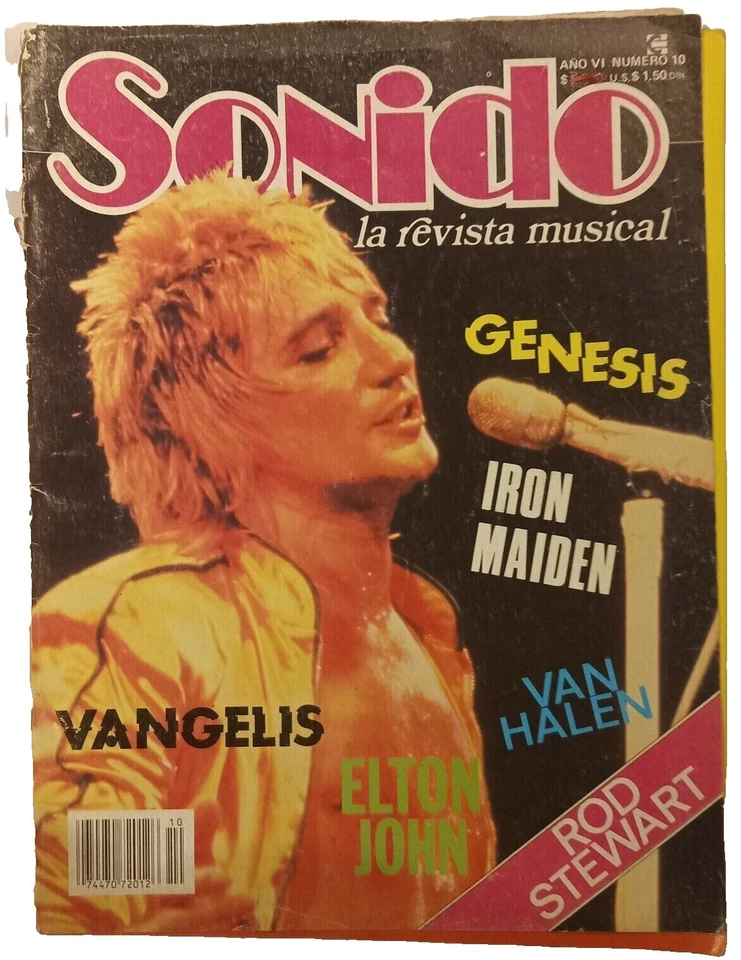 AÑO VI NUMERO 10
U.S.$ 1.50
Sonido
la revista musical
GENESIS
IRON
MAIDEN
VAN
HALEN
VANGELIS
ELTON
JOHN
ROD
STEWART
10
74470 72012